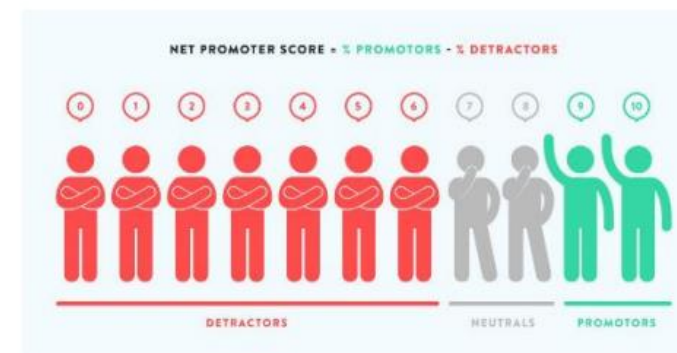 NET PROMOTER SCORE = % PROMOTORS - % DETRACTORS
0 1 2 3 4 5 6 7 8 9 10
DETRACTORS NEUTRALS PROMOTORS